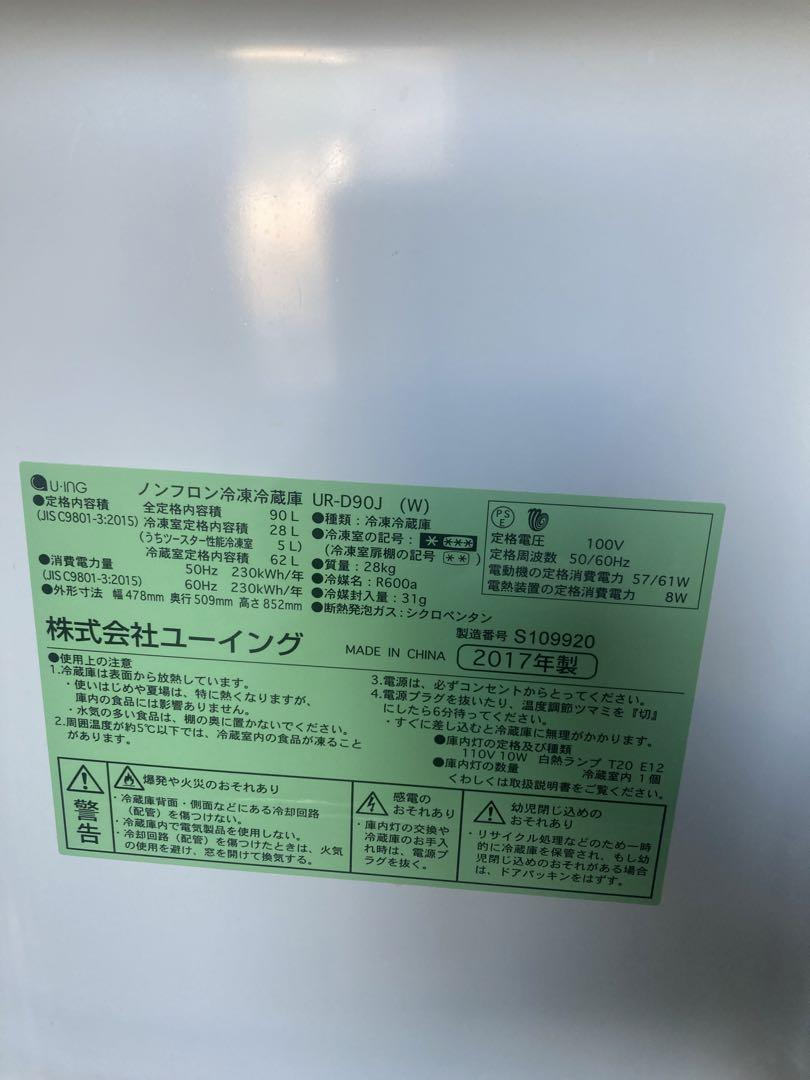 U-ING ノンフロン冷凍冷蔵庫 UR-D90J (W)
●定格内容積
(JIS C9801-3:2015)
全定格内容積 90 L
冷凍室定格内容積 28 L
(うちツースター性能冷凍室 5 L)
冷蔵室定格内容積 62 L
●消費電力量
(JIS C9801-3:2015)
50Hz 230kWh/年
60Hz 230kWh/年
●外形寸法 幅 478mm 奥行 509mm 高さ 852mm
●種類：冷凍冷蔵庫
●冷凍室の記号：* ***
(冷凍室扉棚の記号 ** )
●質量：28kg
●冷媒名：R600a
●冷媒封入量：31g
●断熱発泡ガス：シクロペンタン
PS
E
定格電圧 100V
定格周波数 50/60Hz
電動機の定格消費電力 57/61W
電熱装置の定格消費電力 8W
株式会社ユーイング
MADE IN CHINA
製造番号 S109920
2017年製
●使用上の注意
1.冷蔵庫は表面から放熱しています。
・使いはじめや夏場は、特に熱くなりますが、
庫内の食品には影響ありません。
・水気の多い食品は、棚の奥に置かないでください。
2.周囲温度が約5℃以下では、冷蔵室内の食品が凍ること
があります。
3.電源は、必ずコンセントからとってください。
4.電源プラグを抜いたり、温度調節ツマミを『切』
にしたら6分待ってください。
・すぐに差し込むと冷蔵庫に無理がかかります。
●庫内灯の定格及び種類
110V 10W 白熱ランプ T20 E12
●庫内灯の数量 冷蔵室内 1 個
くわしくは取扱説明書をご覧ください。
警告
爆発や火災のおそれあり
・冷蔵庫背面・側面などにある冷却回路
(配管)を傷つけない。
・冷蔵庫内で電気製品を使用しない。
・冷却回路(配管)を傷つけたときは、火気
の使用を避け、窓を開けて換気する。
感電の
おそれあり
・庫内灯の交換や
冷蔵庫のお手入
れ時は、電源プ
ラグを抜く。
幼児閉じ込めの
おそれあり
・リサイクル処理などのため一時
的に冷蔵庫を保管され、もし幼
児閉じ込めのおそれがある場合
は、ドアパッキンをはずす。